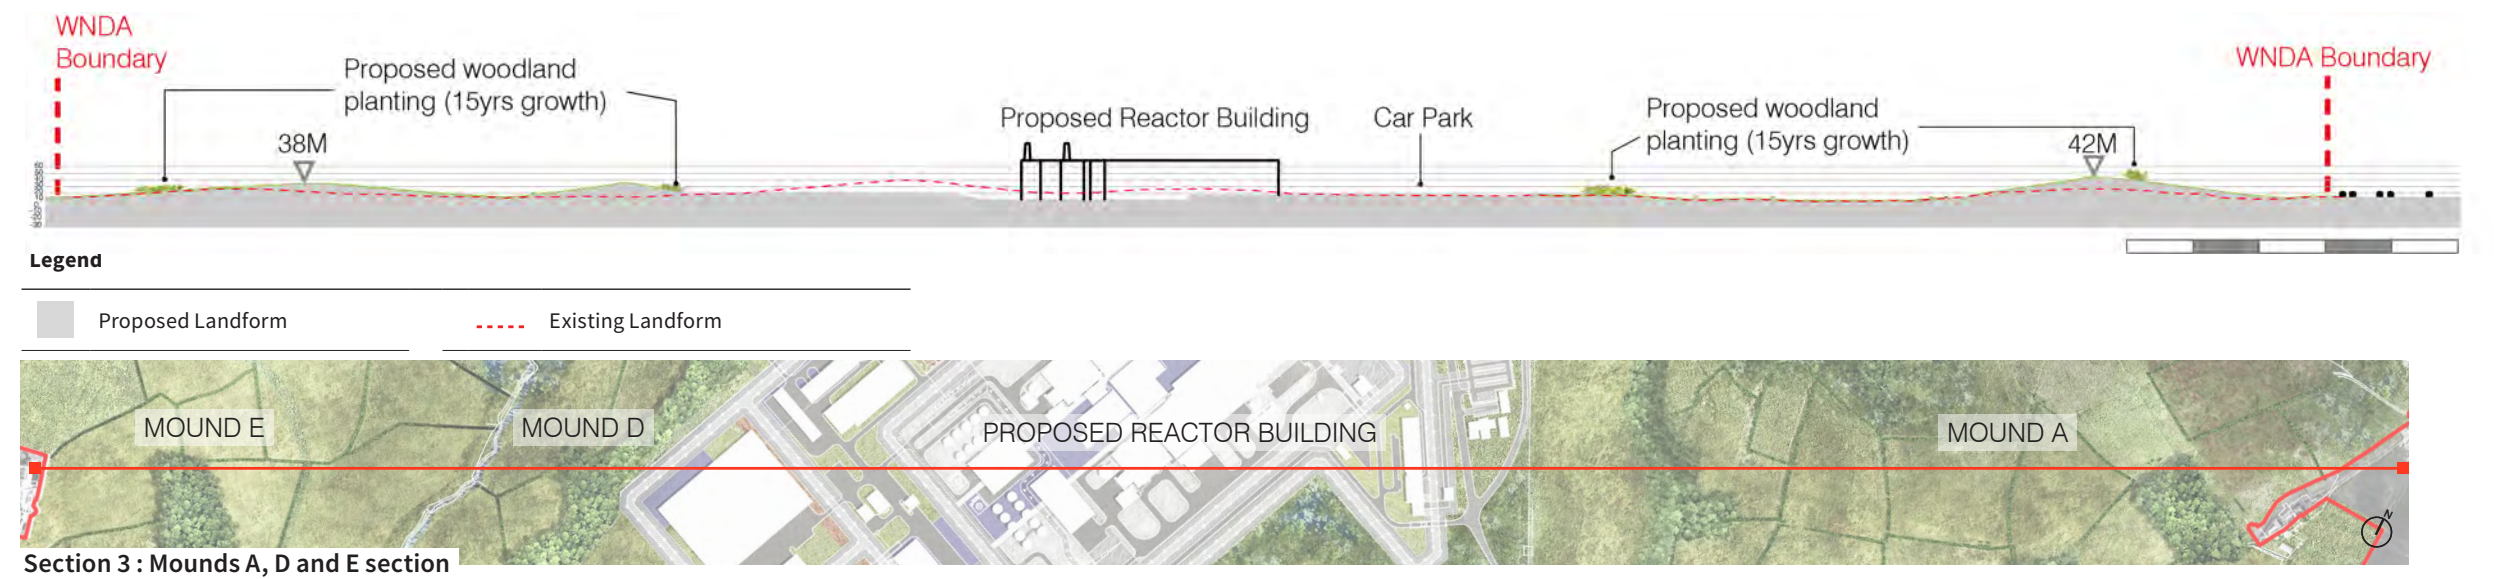 WNDA
Boundary
Proposed woodland
planting (15yrs growth)
38M
Proposed Reactor Building
Car Park
Proposed woodland
planting (15yrs growth)
42M
WNDA Boundary
Legend
Proposed Landform
Existing Landform
MOUND E
MOUND D
PROPOSED REACTOR BUILDING
MOUND A
N
Section 3 : Mounds A, D and E section